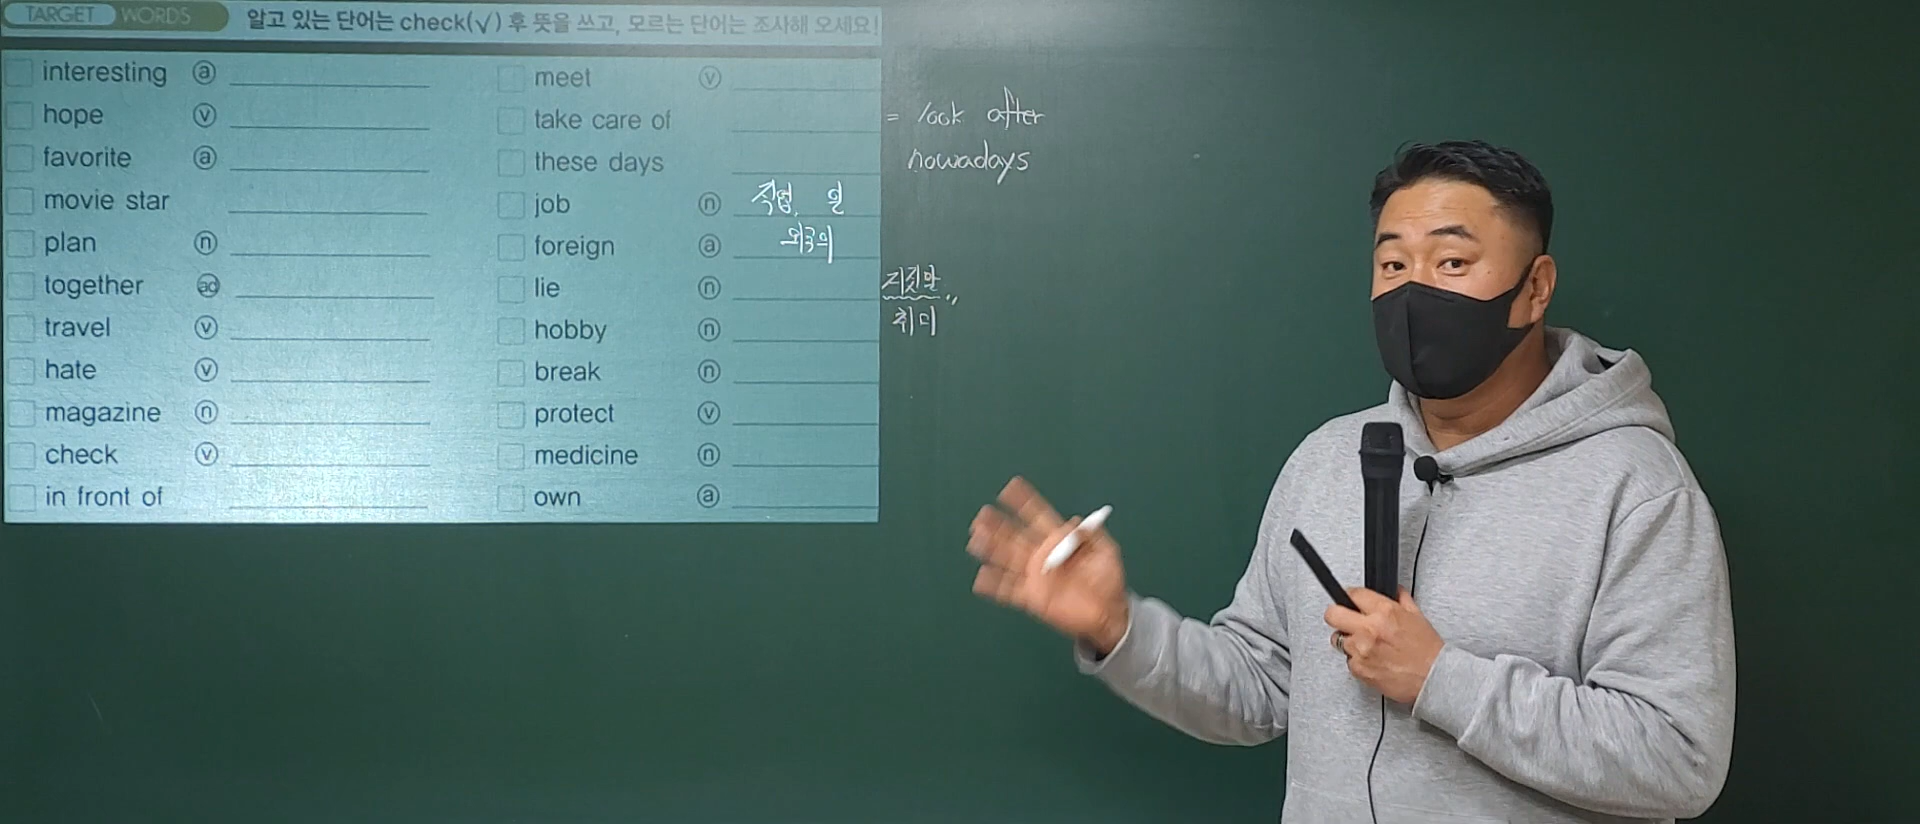 TARGET WORDS 알고 있는 단어는 check(√) 후 뜻을 쓰고, 모르는 단어는 조사해 오세요!
interesting ⓐ
hope ⓥ
favorite ⓐ
movie star
plan ⓝ
together ad
travel ⓥ
hate ⓥ
magazine ⓝ
check ⓥ
in front of
meet ⓥ
take care of = look after
these days nowadays
job ⓝ 직업, 일
foreign ⓐ 외국의
lie ⓝ 거짓말
hobby ⓝ 취미
break ⓝ
protect ⓥ
medicine ⓝ
own ⓐ